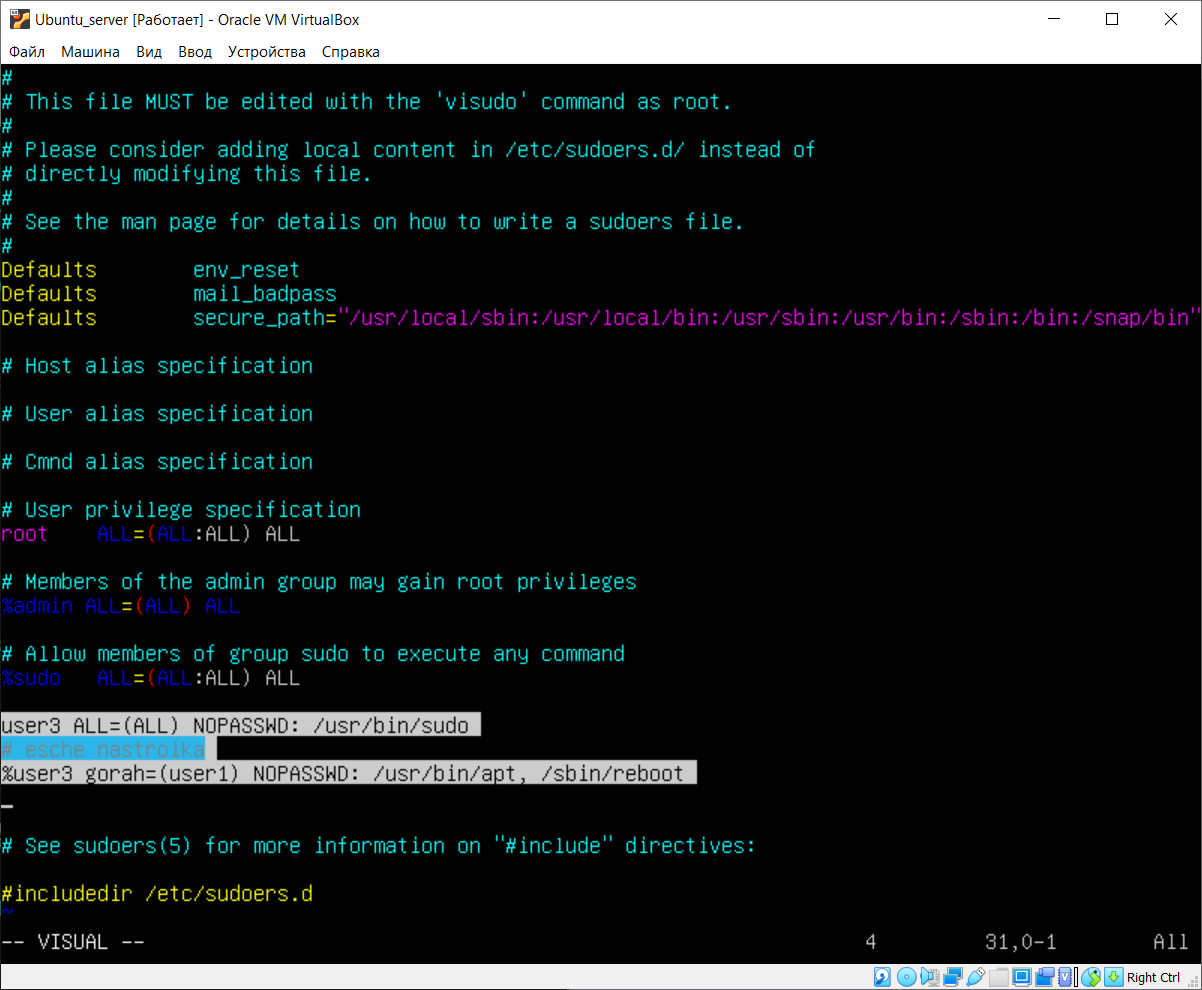 Ubuntu_server [Работает] - Oracle VM VirtualBox
Файл Машина Вид Ввод Устройства Справка
#
# This file MUST be edited with the 'visudo' command as root.
#
# Please consider adding local content in /etc/sudoers.d/ instead of
# directly modifying this file.
#
# See the man page for details on how to write a sudoers file.
#
Defaults        env_reset
Defaults        mail_badpass
Defaults        secure_path="/usr/local/sbin:/usr/local/bin:/usr/sbin:/usr/bin:/sbin:/bin:/snap/bin"
# Host alias specification
# User alias specification
# Cmnd alias specification
# User privilege specification
root    ALL=(ALL:ALL) ALL
# Members of the admin group may gain root privileges
%admin ALL=(ALL) ALL
# Allow members of group sudo to execute any command
%sudo   ALL=(ALL:ALL) ALL
user3 ALL=(ALL) NOPASSWD: /usr/bin/sudo
# esche nastroika
%user3 gorah=(user1) NOPASSWD: /usr/bin/apt, /sbin/reboot
# See sudoers(5) for more information on "#include" directives:
#includedir /etc/sudoers.d
~
-- VISUAL -- 4 31,0-1 All
Right Ctrl